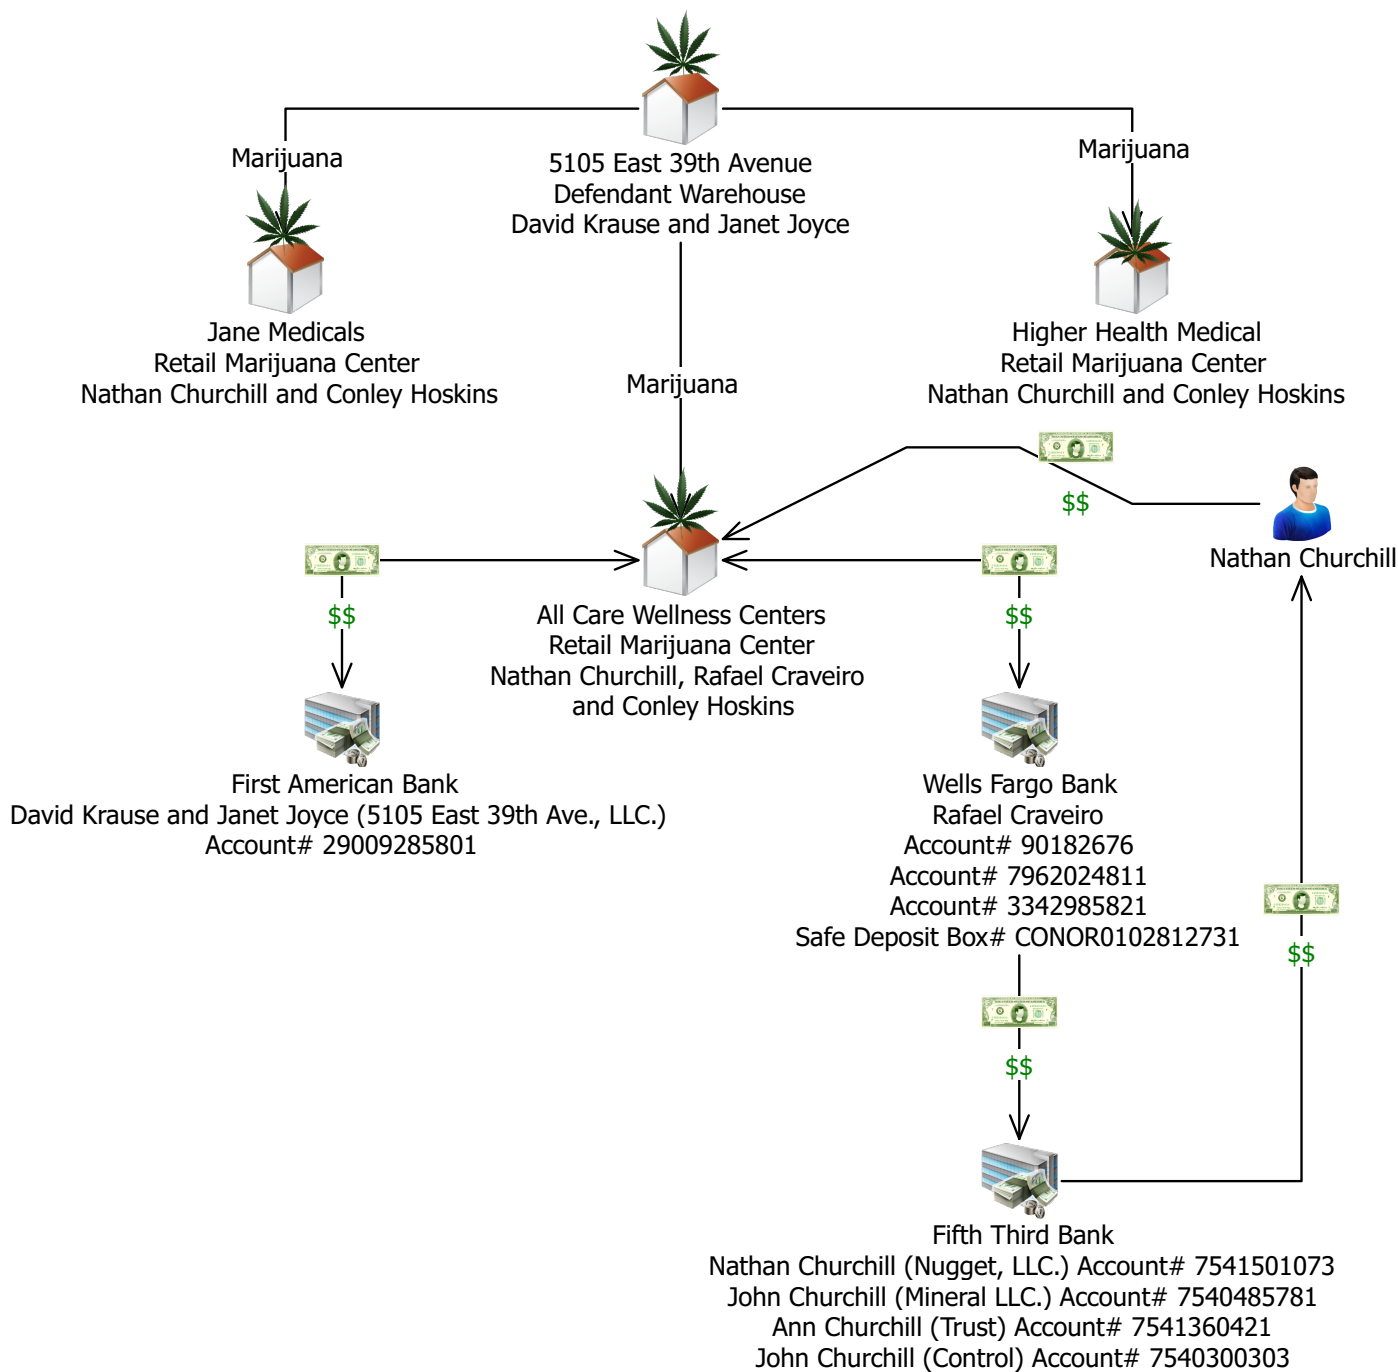 Marijuana
5105 East 39th Avenue
Defendant Warehouse
David Krause and Janet Joyce
Marijuana
Jane Medicals
Retail Marijuana Center
Nathan Churchill and Conley Hoskins
Higher Health Medical
Retail Marijuana Center
Nathan Churchill and Conley Hoskins
Marijuana
$$
Nathan Churchill
$$
All Care Wellness Centers
Retail Marijuana Center
Nathan Churchill, Rafael Craveiro
and Conley Hoskins
$$
First American Bank
David Krause and Janet Joyce (5105 East 39th Ave., LLC.)
Account# 29009285801
Wells Fargo Bank
Rafael Craveiro
Account# 90182676
Account# 7962024811
Account# 3342985821
Safe Deposit Box# CONOR0102812731
$$
$$
Fifth Third Bank
Nathan Churchill (Nugget, LLC.) Account# 7541501073
John Churchill (Mineral LLC.) Account# 7540485781
Ann Churchill (Trust) Account# 7541360421
John Churchill (Control) Account# 7540300303